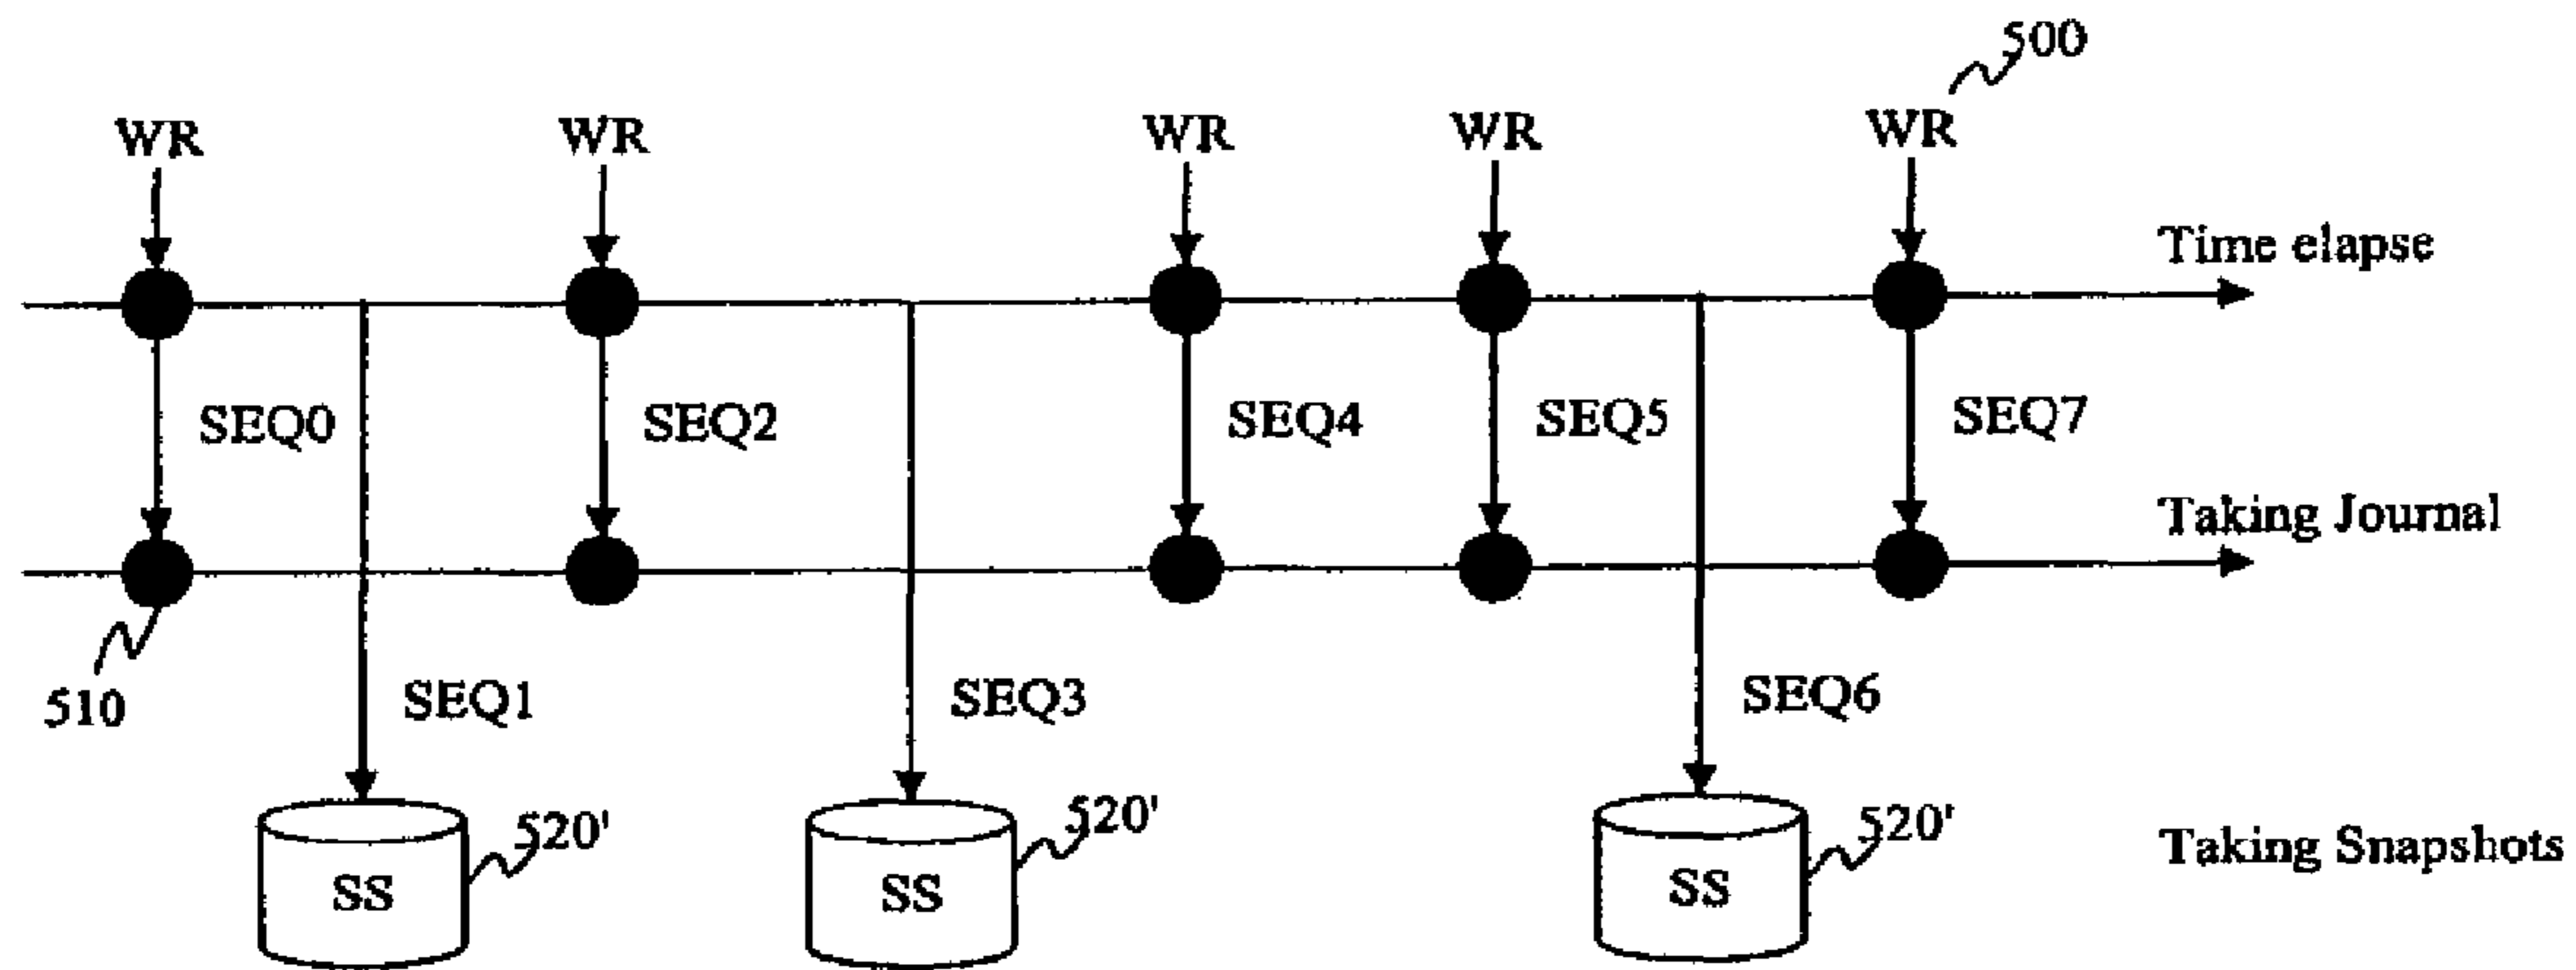 500
WR WR WR WR WR
Time elapse
SEQ0 SEQ2 SEQ4 SEQ5 SEQ7
Taking Journal
510 SEQ1 SEQ3 SEQ6
520' 520' 520'
SS SS SS Taking Snapshots